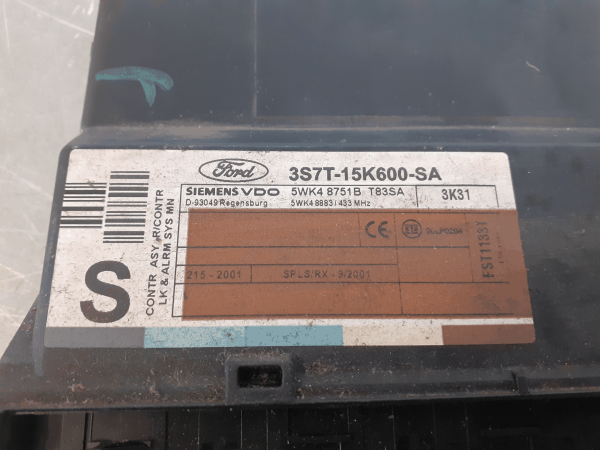 Ford
3S7T-15K600-SA
SIEMENS VDO
5WK4 8751B T83SA
3K31
D-93049 Regensburg
5WK4 8883 / 433 MHz
CE
215 - 2001
SPLS/RX - 9/2001
S
CONTR ASY R/CONTR
LK & ALRM SYS MN